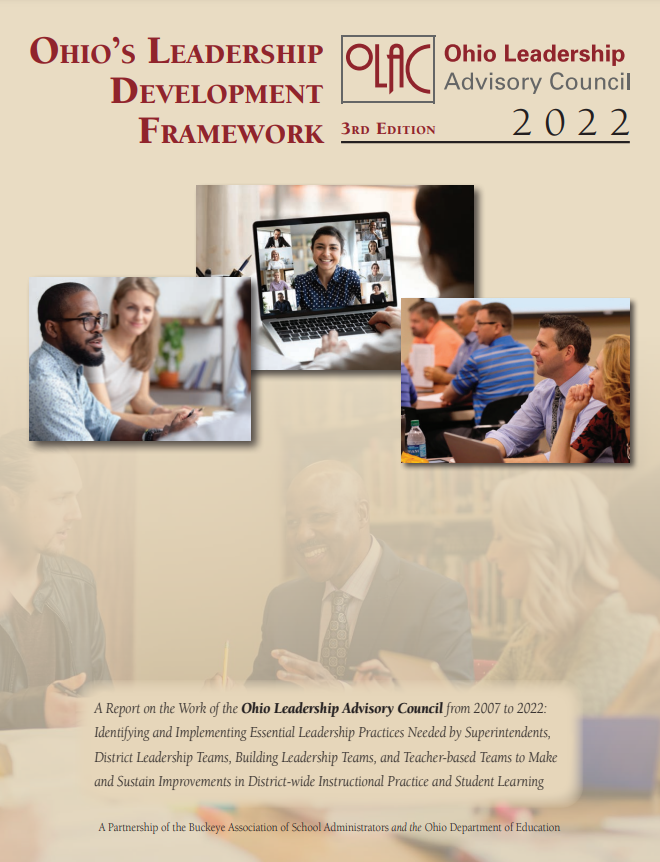 OHIO'S LEADERSHIP
DEVELOPMENT
FRAMEWORK
OLAC
Ohio Leadership
Advisory Council
3RD EDITION
2022
A Report on the Work of the Ohio Leadership Advisory Council from 2007 to 2022:
Identifying and Implementing Essential Leadership Practices Needed by Superintendents,
District Leadership Teams, Building Leadership Teams, and Teacher-based Teams to Make
and Sustain Improvements in District-wide Instructional Practice and Student Learning
A Partnership of the Buckeye Association of School Administrators and the Ohio Department of Education